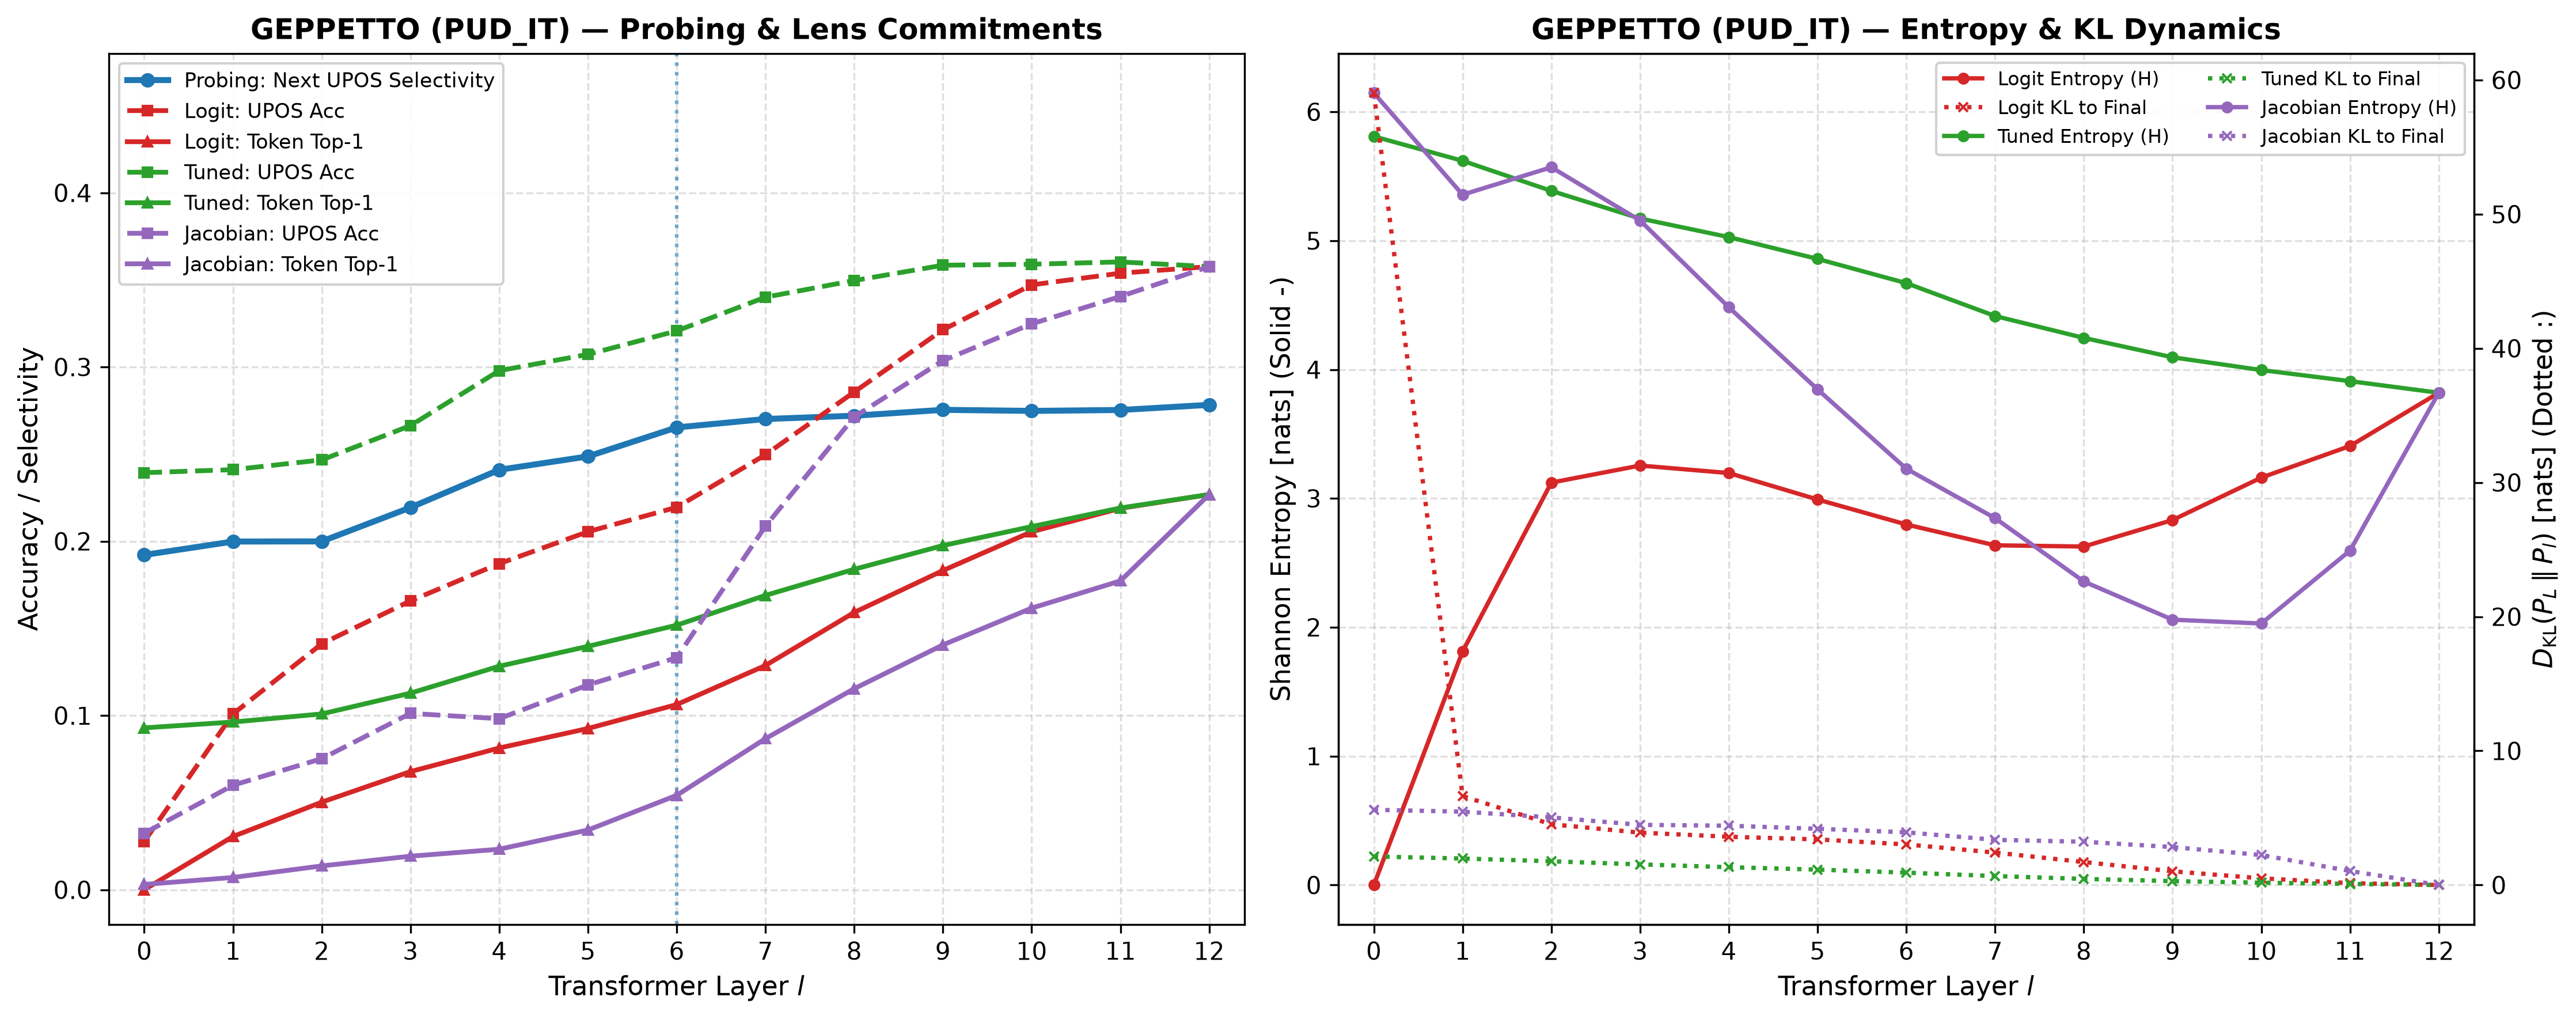 GEPPETTO (PUD_IT) — Probing & Lens Commitments
Probing: Next UPOS Selectivity
Logit: UPOS Acc
Logit: Token Top-1
Tuned: UPOS Acc
Tuned: Token Top-1
Jacobian: UPOS Acc
Jacobian: Token Top-1
Accuracy / Selectivity
0.4
0.3
0.2
0.1
0.0
0 1 2 3 4 5 6 7 8 9 10 11 12
Transformer Layer l
GEPPETTO (PUD_IT) — Entropy & KL Dynamics
Logit Entropy (H)
Logit KL to Final
Tuned Entropy (H)
Tuned KL to Final
Jacobian Entropy (H)
Jacobian KL to Final
Shannon Entropy [nats] (Solid -)
6
5
4
3
2
1
0
60
50
40
30
20
10
0
D_KL(P_L ∥ P_l) [nats] (Dotted :)
0 1 2 3 4 5 6 7 8 9 10 11 12
Transformer Layer l